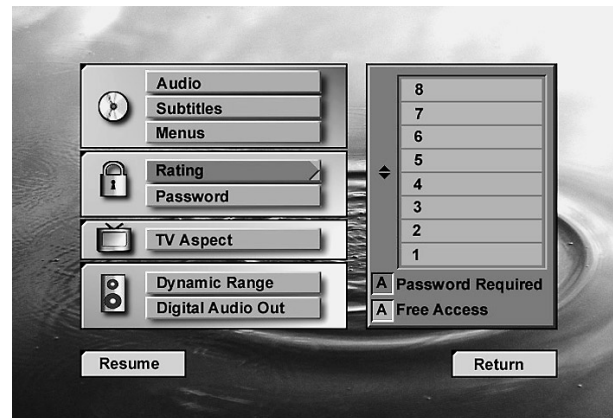 Audio
Subtitles
Menus
Rating
Password
TV Aspect
Dynamic Range
Digital Audio Out
8
7
6
5
4
3
2
1
A Password Required
A Free Access
Resume
Return